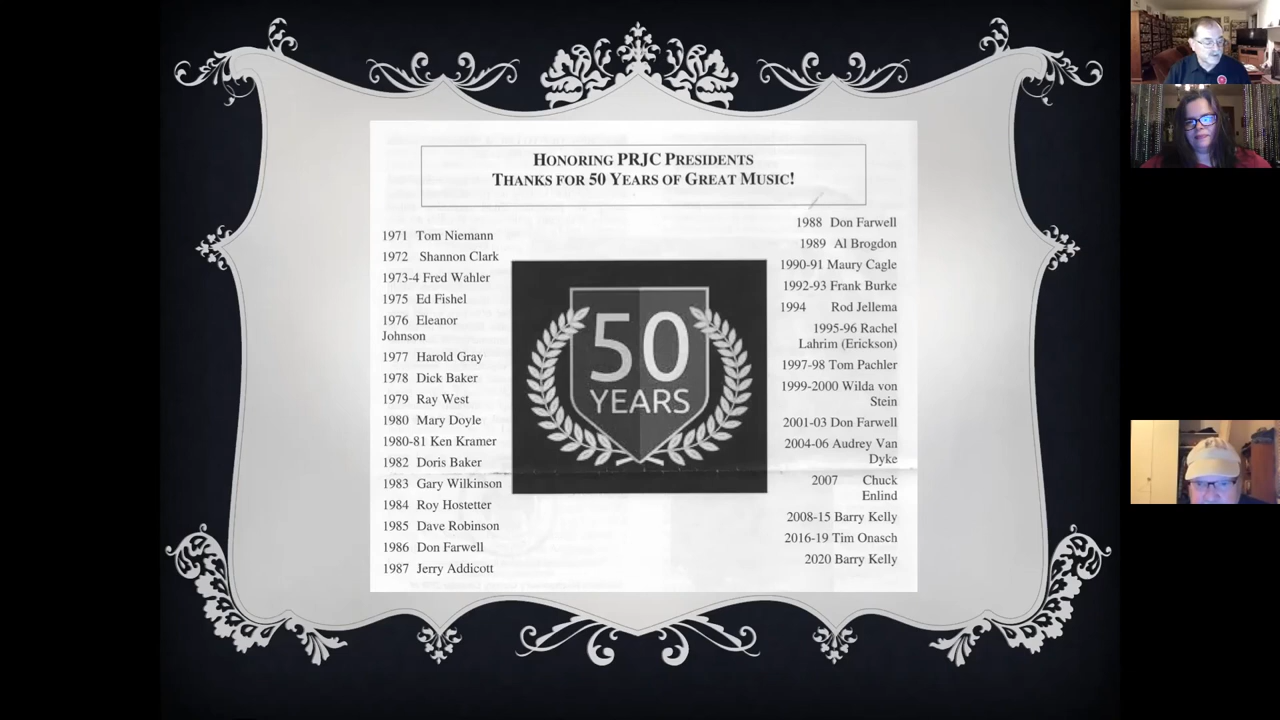 HONORING PRJC PRESIDENTS
THANKS FOR 50 YEARS OF GREAT MUSIC!
1971 Tom Niemann
1972 Shannon Clark
1973-4 Fred Wahler
1975 Ed Fishel
1976 Eleanor
Johnson
1977 Harold Gray
1978 Dick Baker
1979 Ray West
1980 Mary Doyle
1980-81 Ken Kramer
1982 Doris Baker
1983 Gary Wilkinson
1984 Roy Hostetter
1985 Dave Robinson
1986 Don Farwell
1987 Jerry Addicott
50
YEARS
1988 Don Farwell
1989 Al Brogdon
1990-91 Maury Cagle
1992-93 Frank Burke
1994 Rod Jellema
1995-96 Rachel
Lahrim (Erickson)
1997-98 Tom Pachler
1999-2000 Wilda von
Stein
2001-03 Don Farwell
2004-06 Audrey Van
Dyke
2007 Chuck
Enlind
2008-15 Barry Kelly
2016-19 Tim Onasch
2020 Barry Kelly